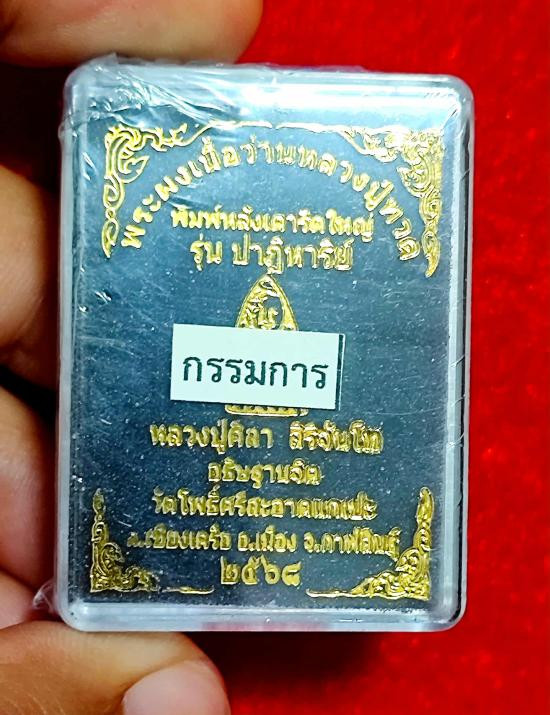 พระผงเนื้อว่านหลวงปู่ทวด
พิมพ์หลังเตารีดใหญ่
รุ่น ปาฏิหาริย์
กรรมการ
หลวงปู่ศิลา สิริจันโท
อธิษฐานจิต
วัดโพธิ์ศรีสะอาดแกเปะ
ต.เชียงเครือ อ.เมือง จ.กาฬสินธุ์
๒๕๖๘